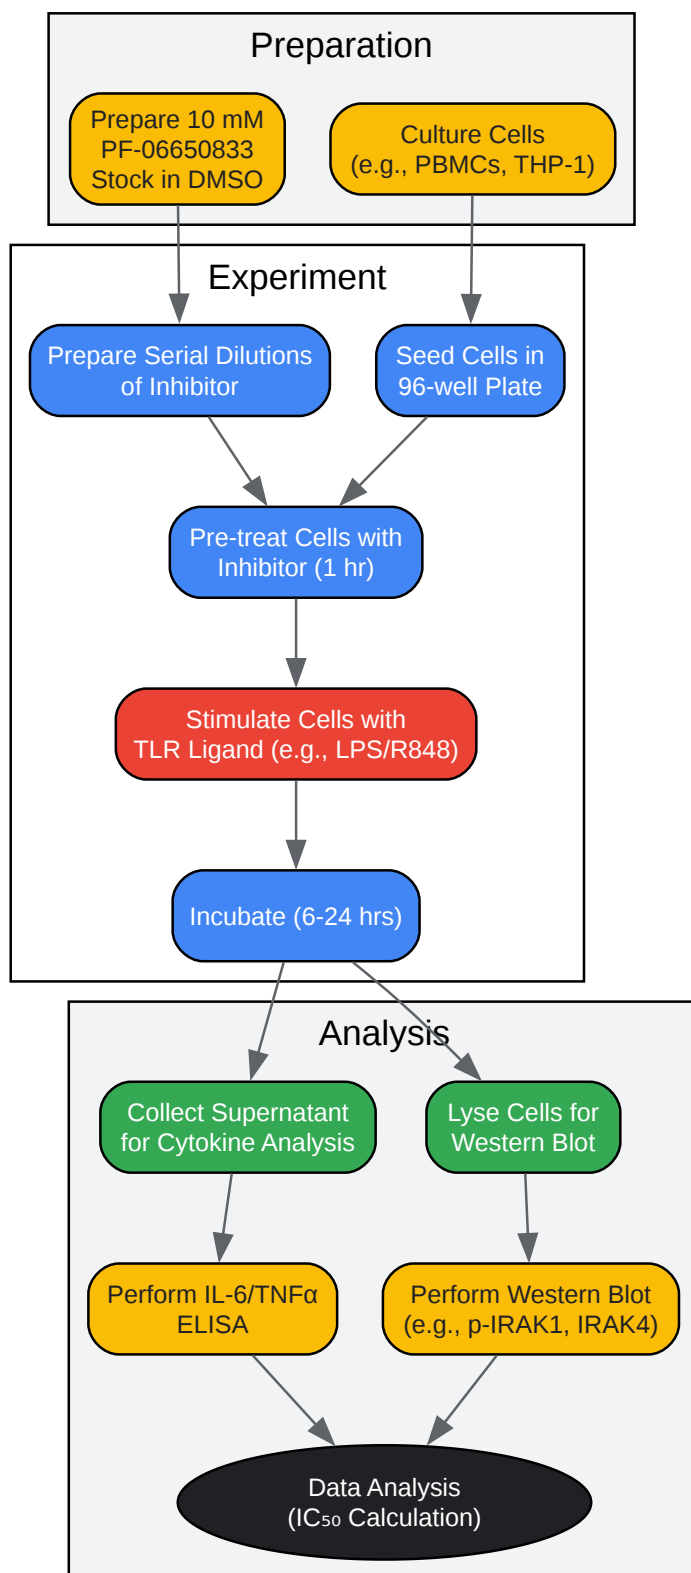 Preparation
Prepare 10 mM
PF-06650833
Stock in DMSO
Culture Cells
(e.g., PBMCs, THP-1)
Experiment
Prepare Serial Dilutions
of Inhibitor
Seed Cells in
96-well Plate
Pre-treat Cells with
Inhibitor (1 hr)
Stimulate Cells with
TLR Ligand (e.g., LPS/R848)
Incubate (6-24 hrs)
Analysis
Collect Supernatant
for Cytokine Analysis
Lyse Cells for
Western Blot
Perform IL-6/TNFα
ELISA
Perform Western Blot
(e.g., p-IRAK1, IRAK4)
Data Analysis
(IC₅₀ Calculation)